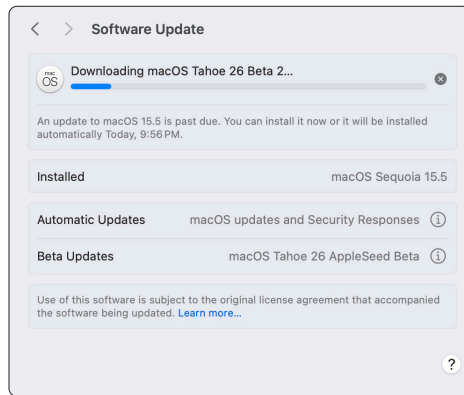 Software Update
mac
OS
Downloading macOS Tahoe 26 Beta 2...
An update to macOS 15.5 is past due. You can install it now or it will be installed
automatically Today, 9:56 PM.
Installed macOS Sequoia 15.5
Automatic Updates macOS updates and Security Responses
Beta Updates macOS Tahoe 26 AppleSeed Beta
Use of this software is subject to the original license agreement that accompanied
the software being updated. Learn more...
?